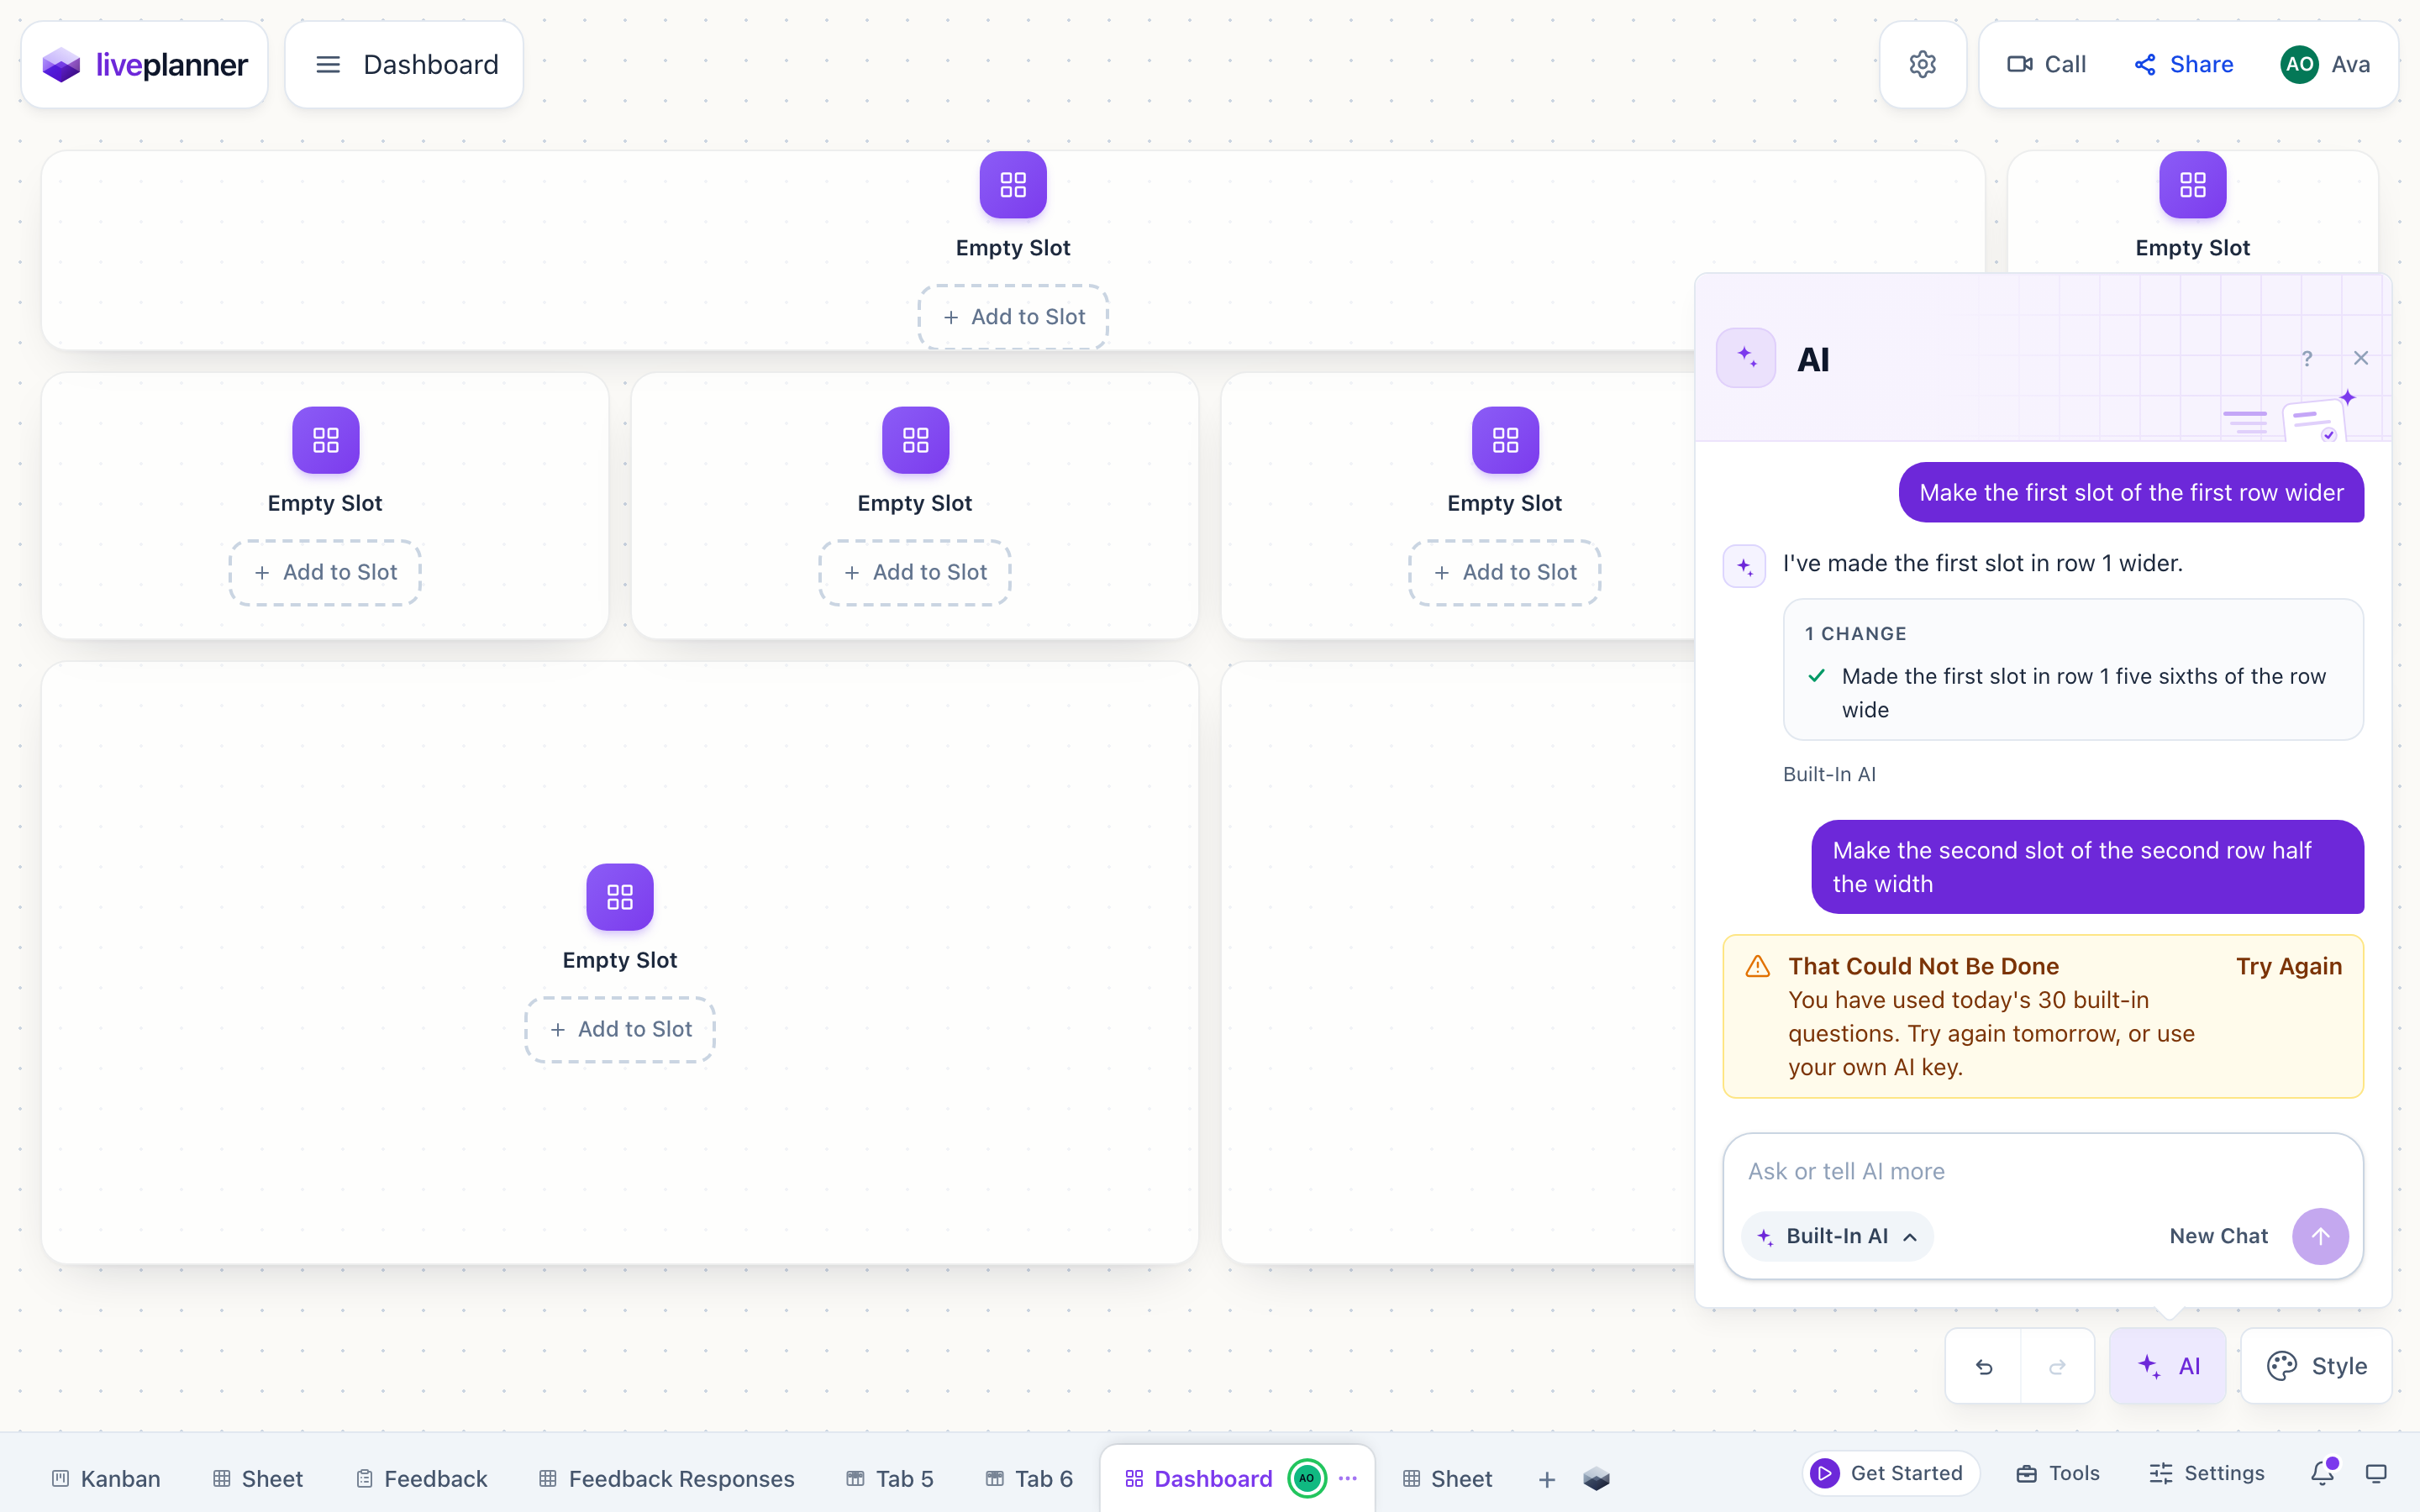 liveplanner
Dashboard
Call
Share
AO
Ava
Empty Slot
+ Add to Slot
Empty Slot
Empty Slot
+ Add to Slot
Empty Slot
+ Add to Slot
Empty Slot
+ Add to Slot
Empty Slot
+ Add to Slot
AI
?
Make the first slot of the first row wider
I've made the first slot in row 1 wider.
1 CHANGE
Made the first slot in row 1 five sixths of the row
wide
Built-In AI
Make the second slot of the second row half
the width
That Could Not Be Done
Try Again
You have used today's 30 built-in
questions. Try again tomorrow, or use
your own AI key.
Ask or tell AI more
Built-In AI
New Chat
AI
Style
Kanban
Sheet
Feedback
Feedback Responses
Tab 5
Tab 6
Dashboard
AO
Sheet
Get Started
Tools
Settings